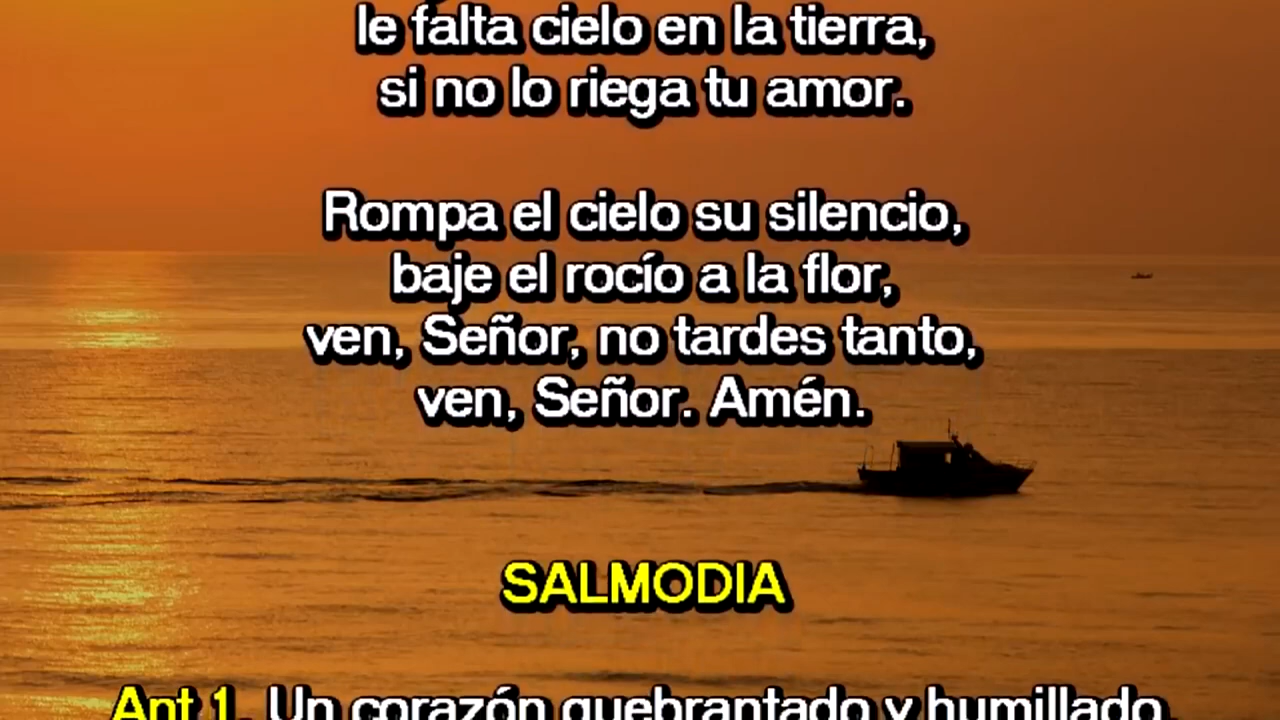 le falta cielo en la tierra,
si no lo riega tu amor.
Rompa el cielo su silencio,
baje el rocío a la flor,
ven, Señor, no tardes tanto,
ven, Señor. Amén.
SALMODIA
Ant 1. Un corazón quebrantado y humillado